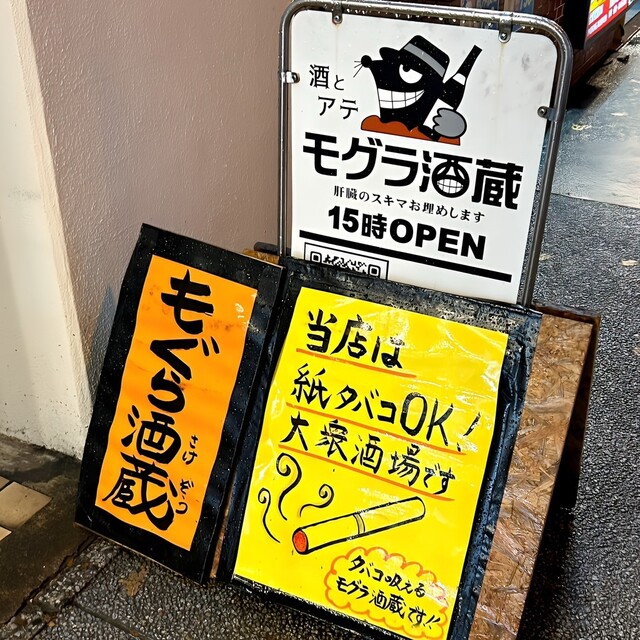 酒と
アテ
モグラ酒蔵
肝臓のスキマお埋めします
15時OPEN
もぐら酒蔵
さけ
ぞう
当店は
紙タバコOK!
大衆酒場です
タバコ吸える
モグラ酒蔵です!!